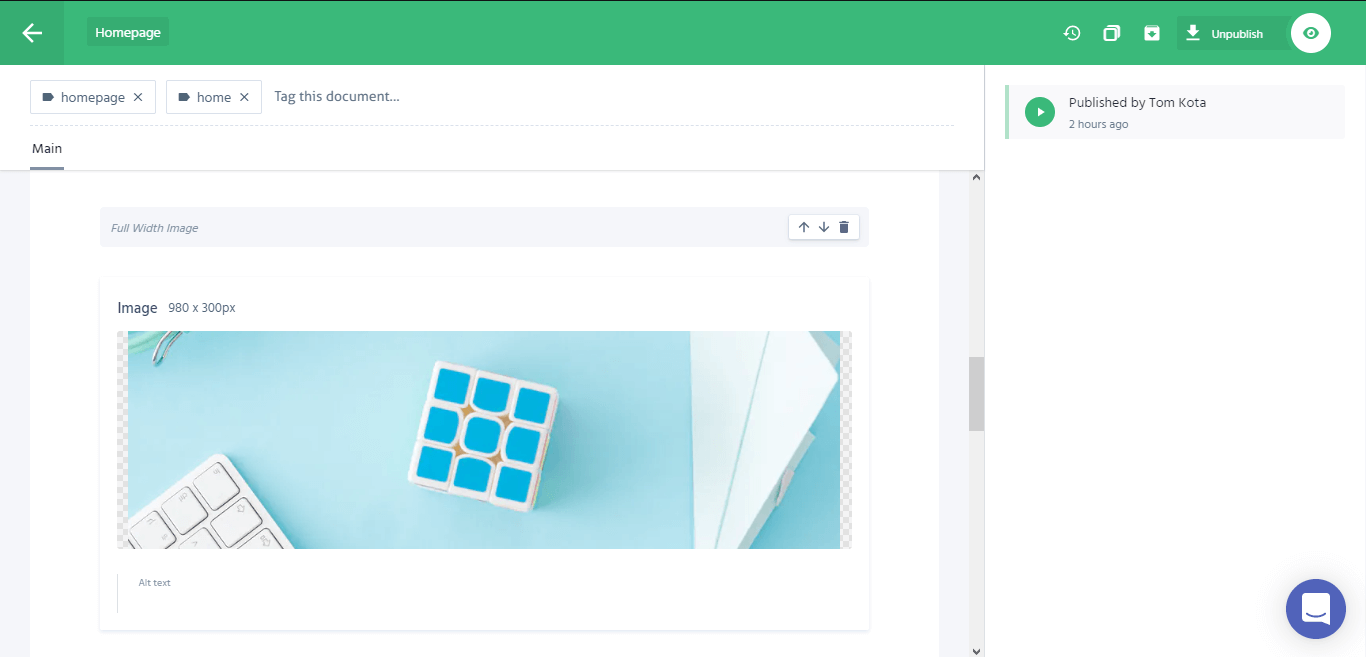 Homepage
Unpublish
homepage
home
Tag this document...
Published by Tom Kota
2 hours ago
Main
Full Width Image
Image 980 x 300px
Alt text